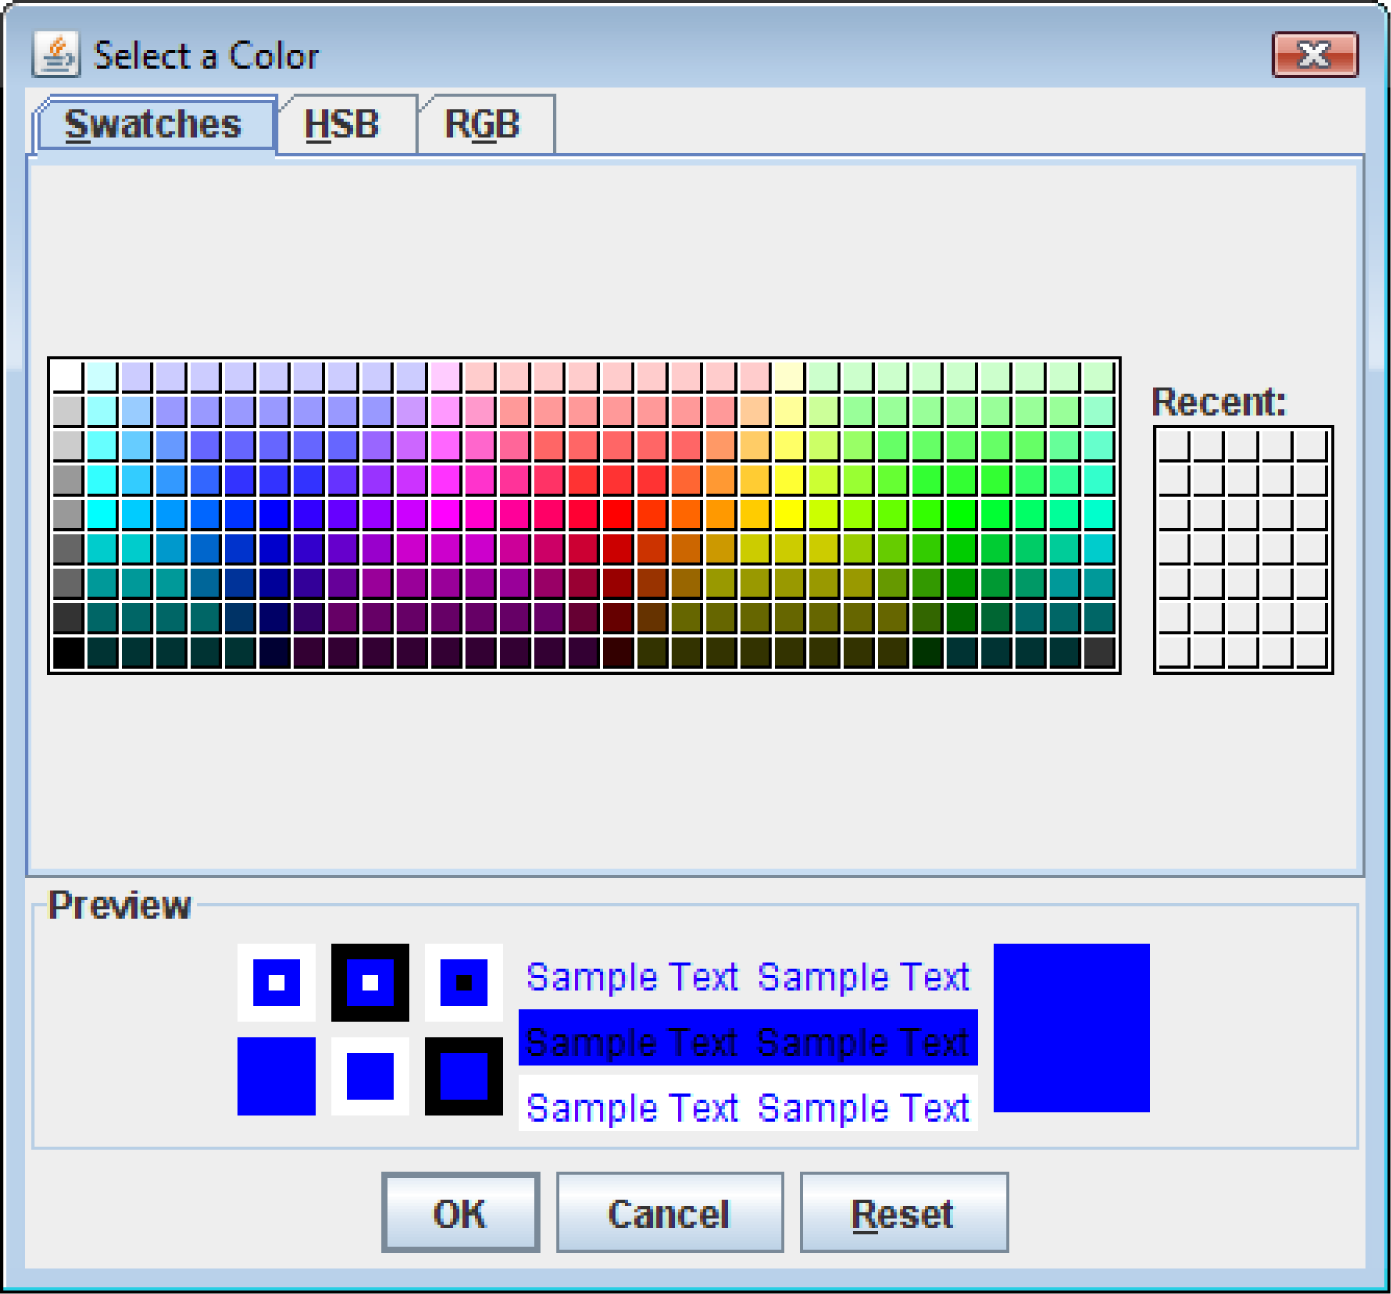 Select a Color
Swatches HSB RGB
Recent:
Preview
Sample Text Sample Text
Sample Text Sample Text
Sample Text Sample Text
OK Cancel Reset